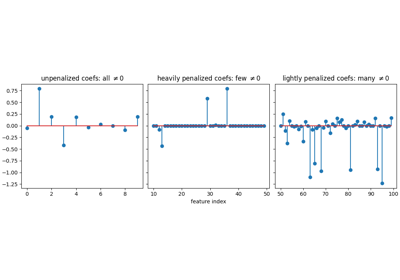 unpenalized coefs: all ≠0
heavily penalized coefs: few ≠0
lightly penalized coefs: many ≠0
0.75
0.50
0.25
0.00
−0.25
−0.50
−0.75
−1.00
−1.25
0 2 4 6 8
10 20 30 40 50
50 60 70 80 90 100
feature index